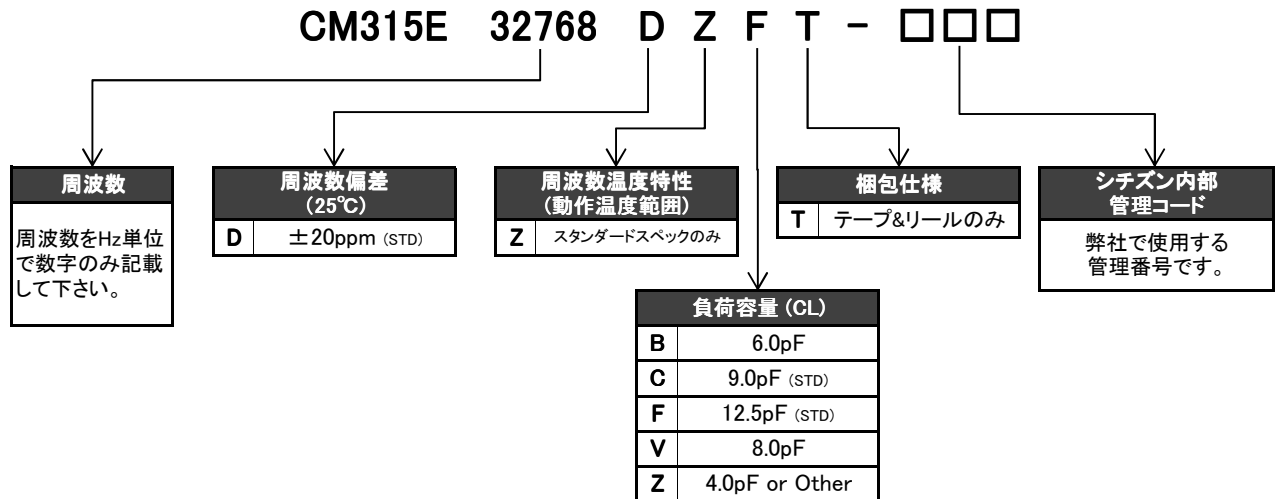 CM315E 32768 D Z F T - □□□
周波数
周波数をHz単位
で数字のみ記載
して下さい。
周波数偏差
(25℃)
D ±20ppm (STD)
周波数温度特性
(動作温度範囲)
Z スタンダードスペックのみ
梱包仕様
T テープ&リールのみ
シチズン内部
管理コード
弊社で使用する
管理番号です。
負荷容量 (CL)
B 6.0pF
C 9.0pF (STD)
F 12.5pF (STD)
V 8.0pF
Z 4.0pF or Other